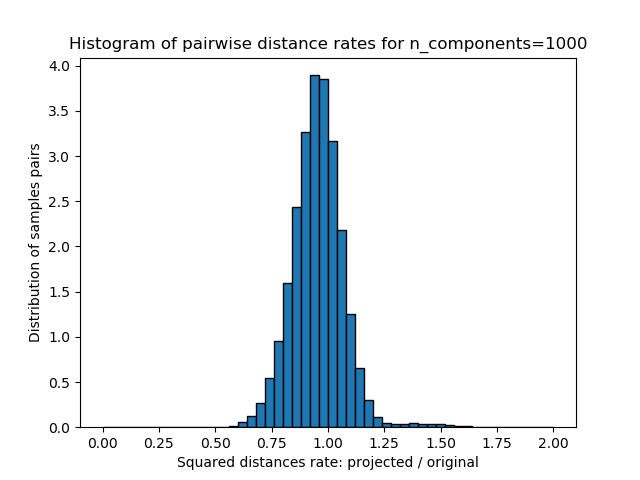 Histogram of pairwise distance rates for n_components=1000
Distribution of samples pairs
4.0
3.5
3.0
2.5
2.0
1.5
1.0
0.5
0.0
0.00 0.25 0.50 0.75 1.00 1.25 1.50 1.75 2.00
Squared distances rate: projected / original